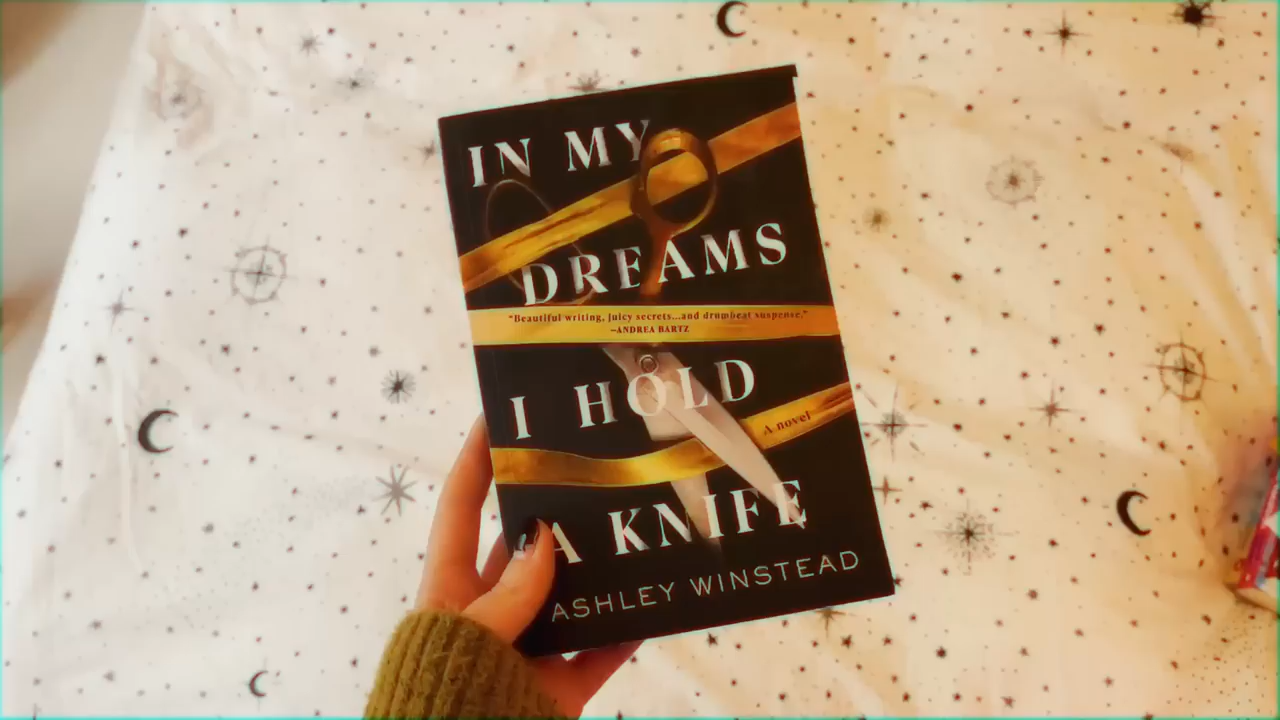 IN MY
DREAMS
"Beautiful writing, juicy secrets...and drumbeat suspense."
—ANDREA BARTZ
I HOLD
A novel
A KNIFE
ASHLEY WINSTEAD